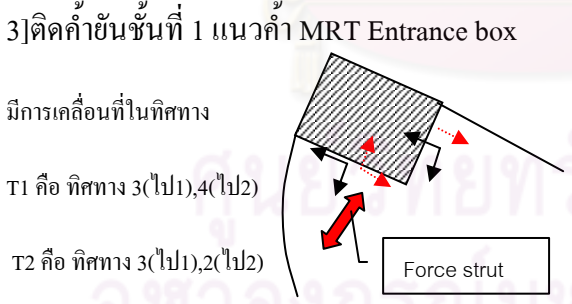 3]ติดค้ำยันชั้นที่ 1 แนวค้ำ MRT Entrance box
มีการเคลื่อนที่ในทิศทาง
T1 คือ ทิศทาง 3(ไป1),4(ไป2)
T2 คือ ทิศทาง 3(ไป1),2(ไป2)
Force strut